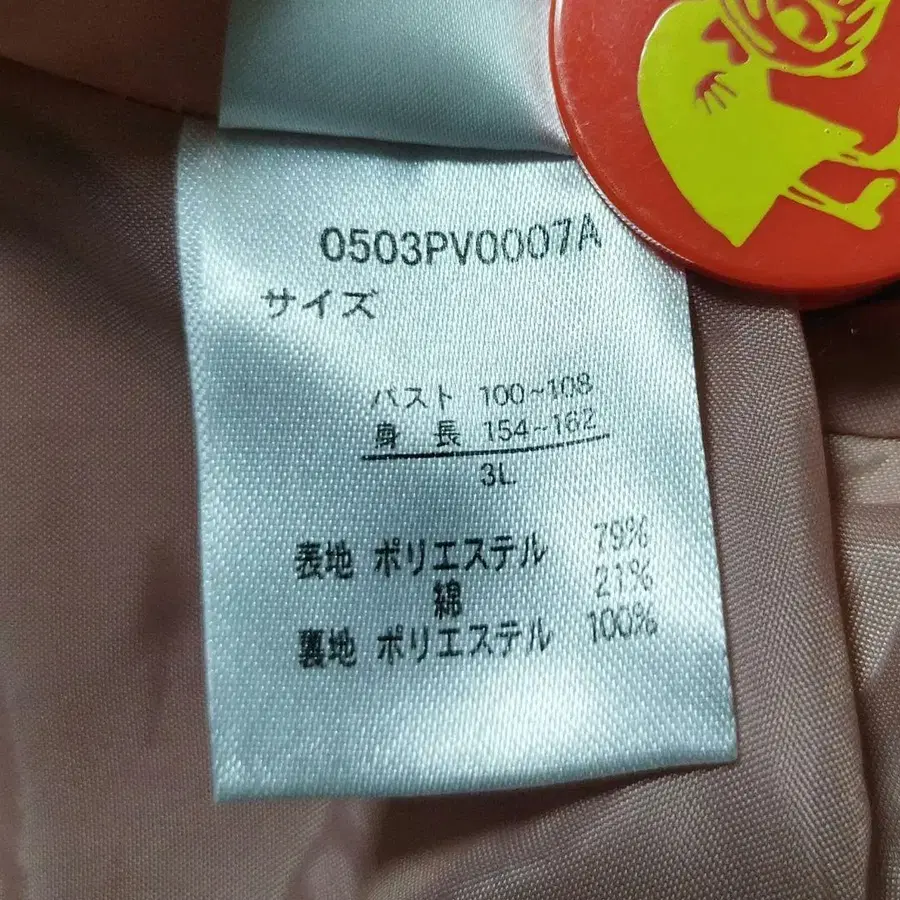 0503PV0007A
サイズ
バスト 100~108
身長 154~162
3L
表地 ポリエステル 79%
綿 21%
裏地 ポリエステル 100%